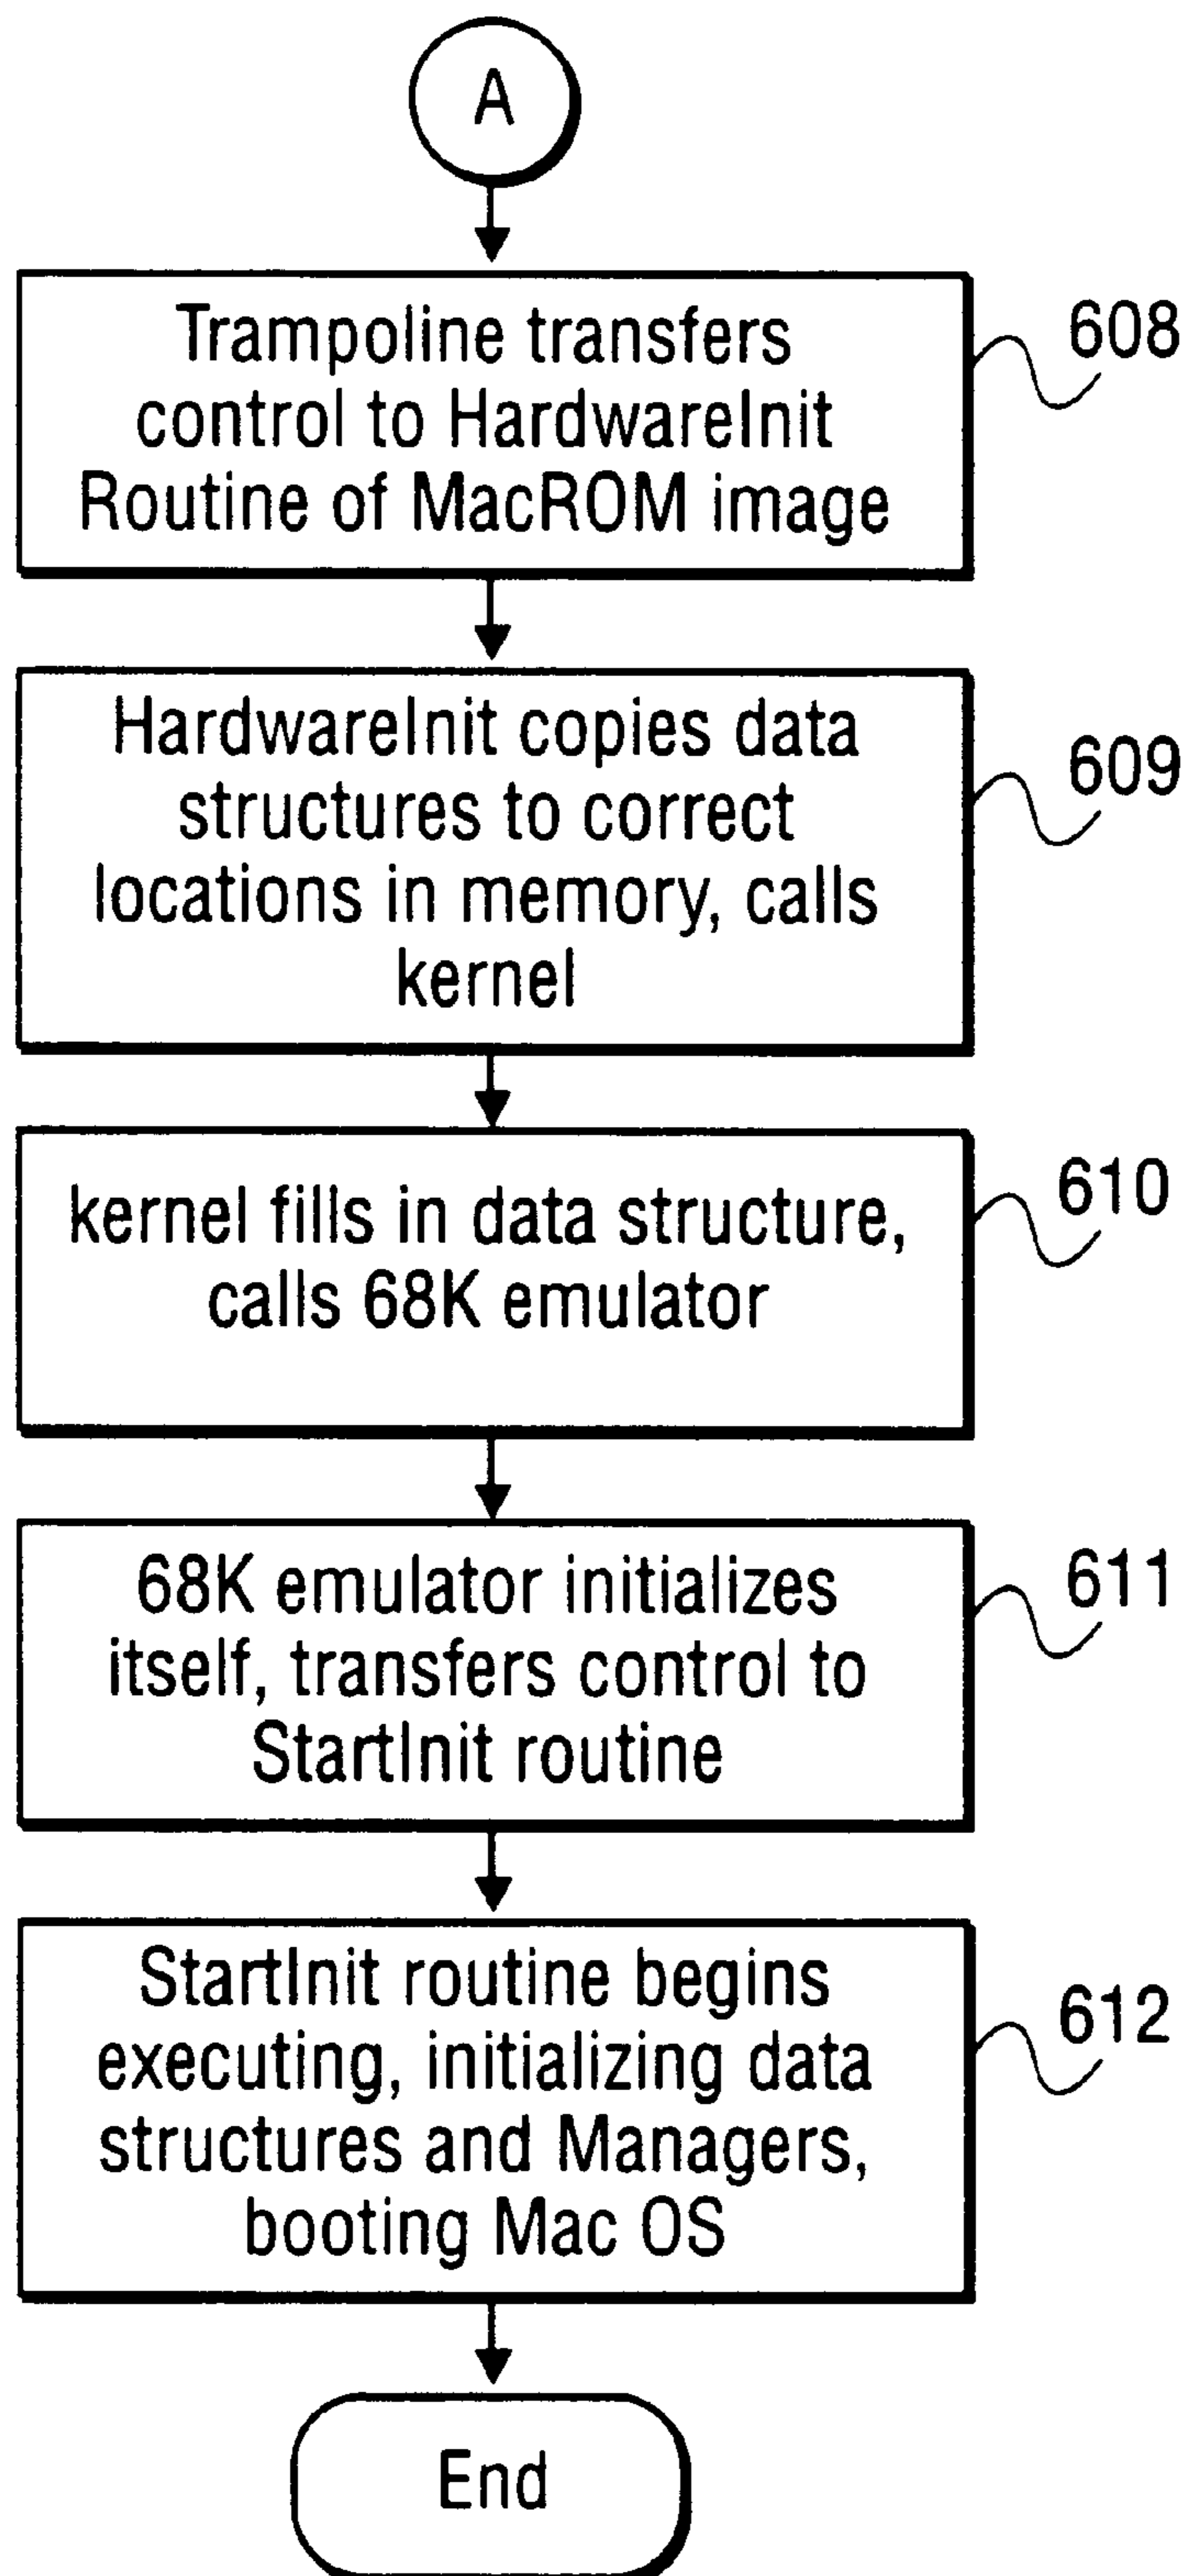 A
Trampoline transfers
control to HardwareInit
Routine of MacROM image
608
HardwareInit copies data
structures to correct
locations in memory, calls
kernel
609
kernel fills in data structure,
calls 68K emulator
610
68K emulator initializes
itself, transfers control to
StartInit routine
611
StartInit routine begins
executing, initializing data
structures and Managers,
booting Mac OS
612
End